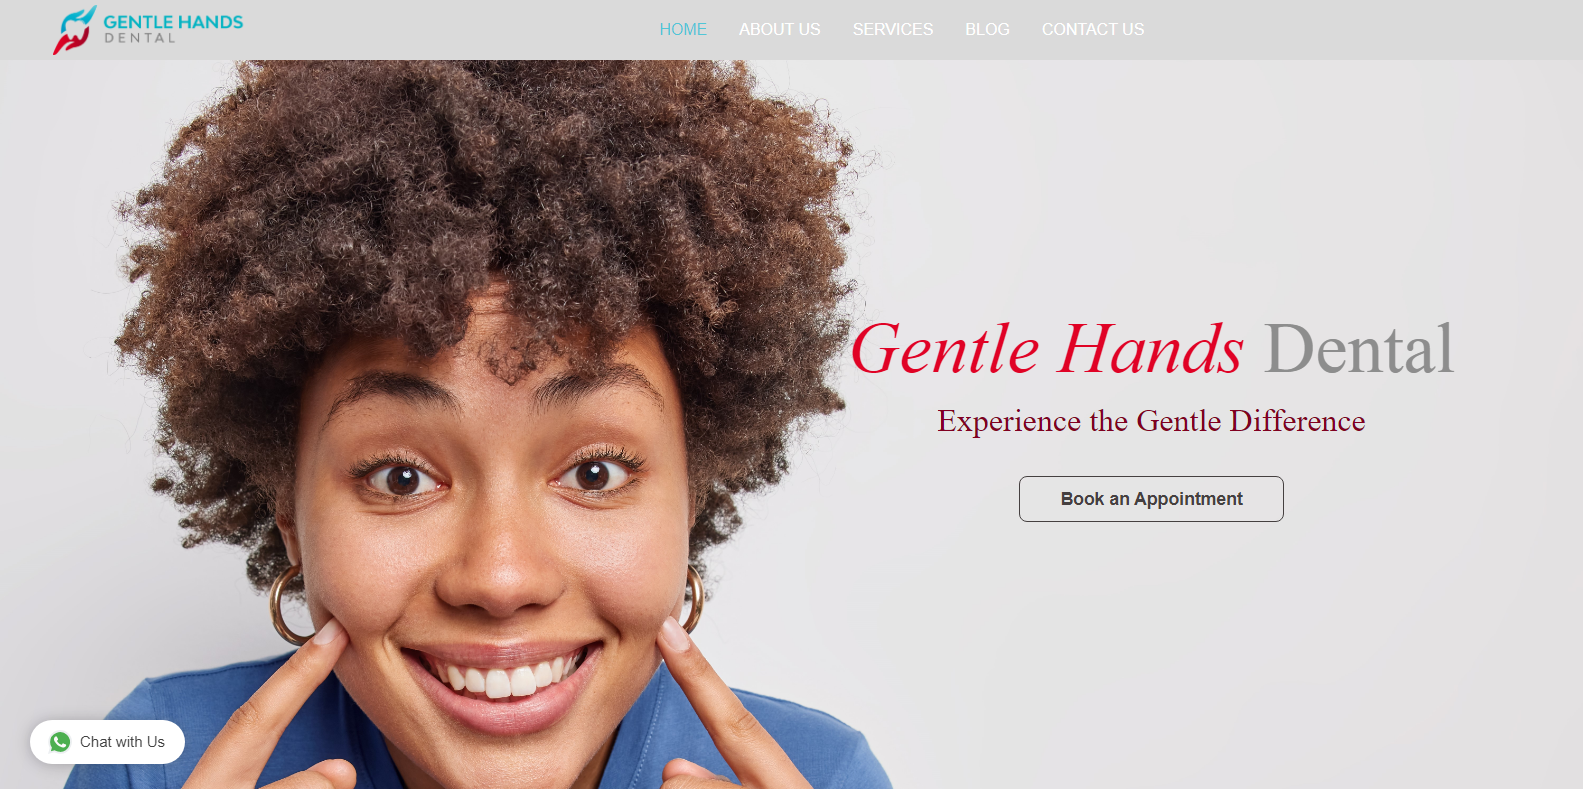 GENTLE HANDS
DENTAL
HOME ABOUT US SERVICES BLOG CONTACT US
Gentle Hands Dental
Experience the Gentle Difference
Book an Appointment
Chat with Us